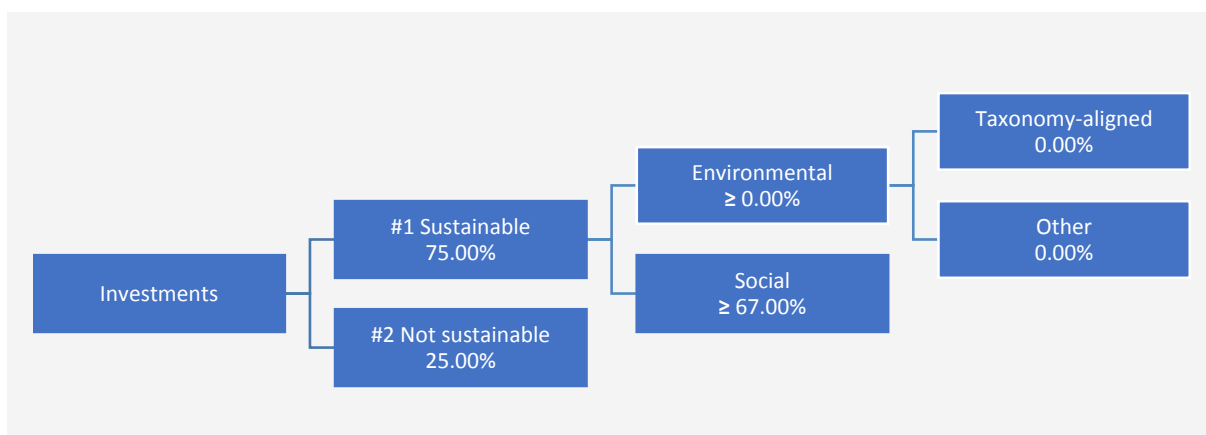 Investments
#1 Sustainable
75.00%
#2 Not sustainable
25.00%
Environmental
≥ 0.00%
Social
≥ 67.00%
Taxonomy-aligned
0.00%
Other
0.00%